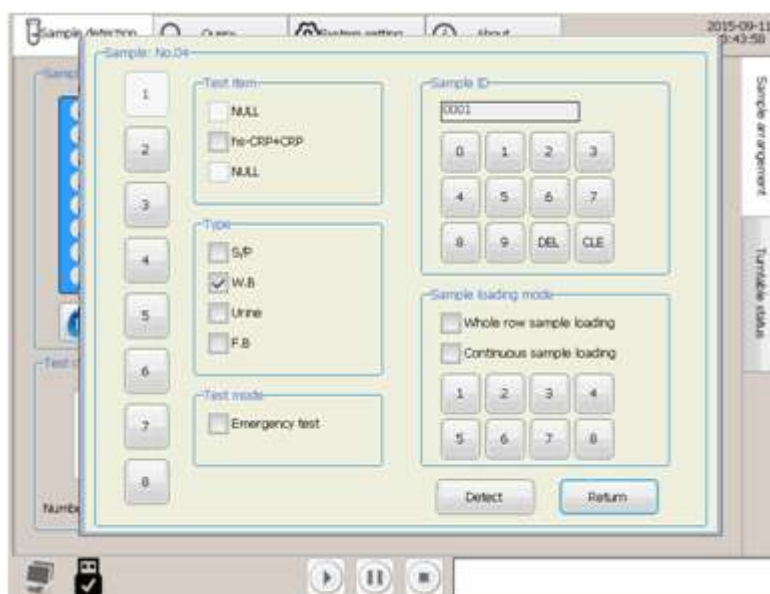 Sample detection
Query
System setting
About
2015-09-11
:43:58
Sample: No.04
1
2
3
4
5
6
7
8
Test item
NULL
hs-CRP+CRP
NULL
Type
S/P
W.B
Urine
F.B
Test mode
Emergency test
Sample ID
0001
0 1 2 3
4 5 6 7
8 9 DEL CLE
Sample loading mode
Whole row sample loading
Continuous sample loading
1 2 3 4
5 6 7 8
Detect Return
Sample arrangement
Turntable status